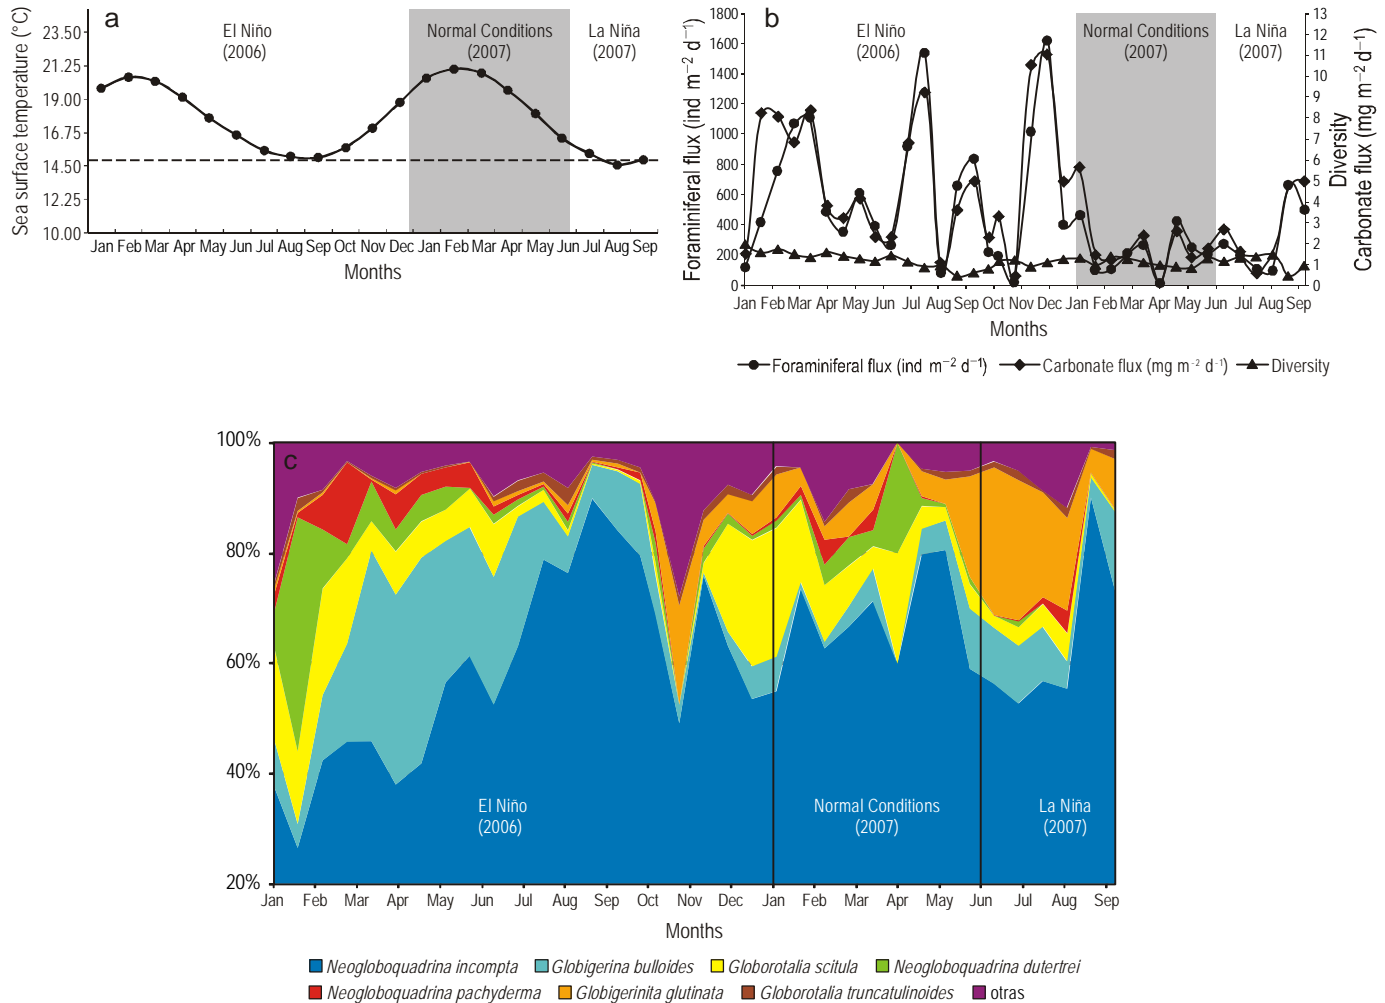 a
Sea surface temperature (°C)
23.50
21.25
19.00
16.75
14.50
12.25
10.00
El Niño
(2006)
Normal Conditions
(2007)
La Niña
(2007)
Jan Feb Mar Apr May Jun Jul Aug Sep Oct Nov Dec Jan Feb Mar Apr May Jun Jul Aug Sep
Months
b
Foraminiferal flux (ind m⁻² d⁻¹)
1800
1600
1400
1200
1000
800
600
400
200
0
El Niño
(2006)
Normal Conditions
(2007)
La Niña
(2007)
13
12
11
10
9
8
7
6
5
4
3
2
1
0
Diversity
Carbonate flux (mg m⁻² d⁻¹)
Jan Feb Mar Apr May Jun Jul Aug Sep Oct Nov Dec Jan Feb Mar Apr May Jun Jul Aug Sep
Months
Foraminiferal flux (ind m⁻² d⁻¹) Carbonate flux (mg m⁻² d⁻¹) Diversity
c
100%
80%
60%
40%
20%
El Niño
(2006)
Normal Conditions
(2007)
La Niña
(2007)
Jan Feb Mar Apr May Jun Jul Aug Sep Oct Nov Dec Jan Feb Mar Apr May Jun Jul Aug Sep
Months
Neogloboquadrina incompta Globigerina bulloides Globorotalia scitula Neogloboquadrina dutertrei
Neogloboquadrina pachyderma Globigerinita glutinata Globorotalia truncatulinoides otras